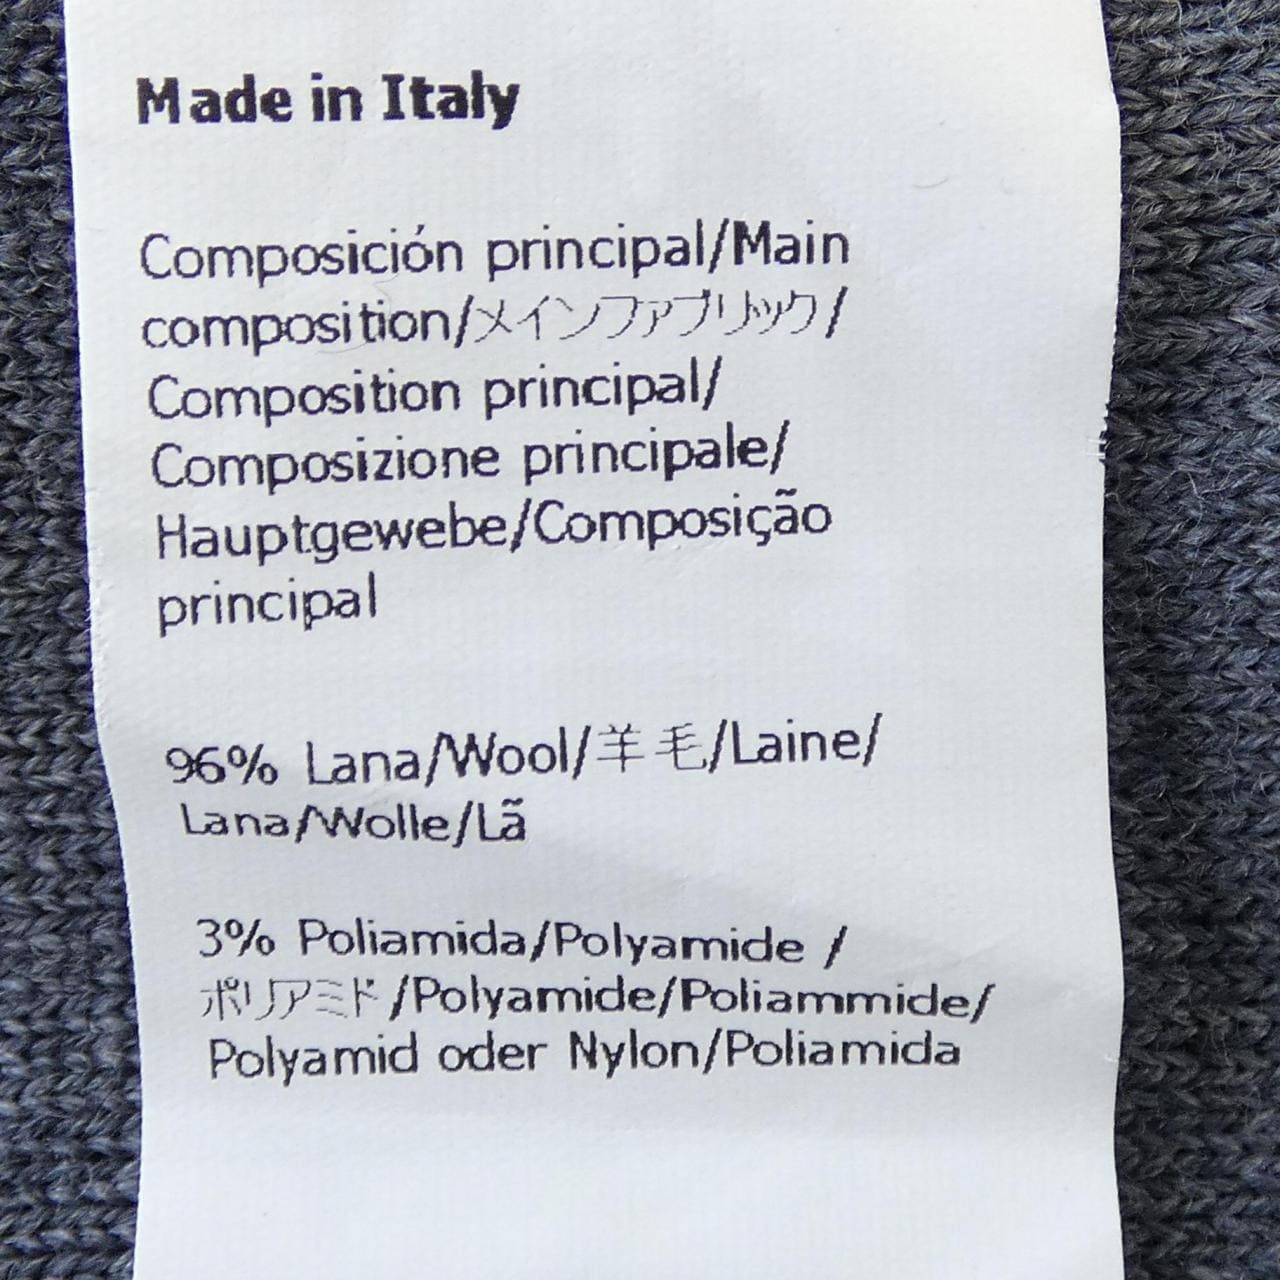 Made in Italy
Composición principal/Main
composition/メインファブリック/
Composition principal/
Composizione principale/
Hauptgewebe/Composição
principal
96% Lana/Wool/羊毛/Laine/
Lana/Wolle/Lã
3% Poliamida/Polyamide /
ポリアミド/Polyamide/Poliammide/
Polyamid oder Nylon/Poliamida